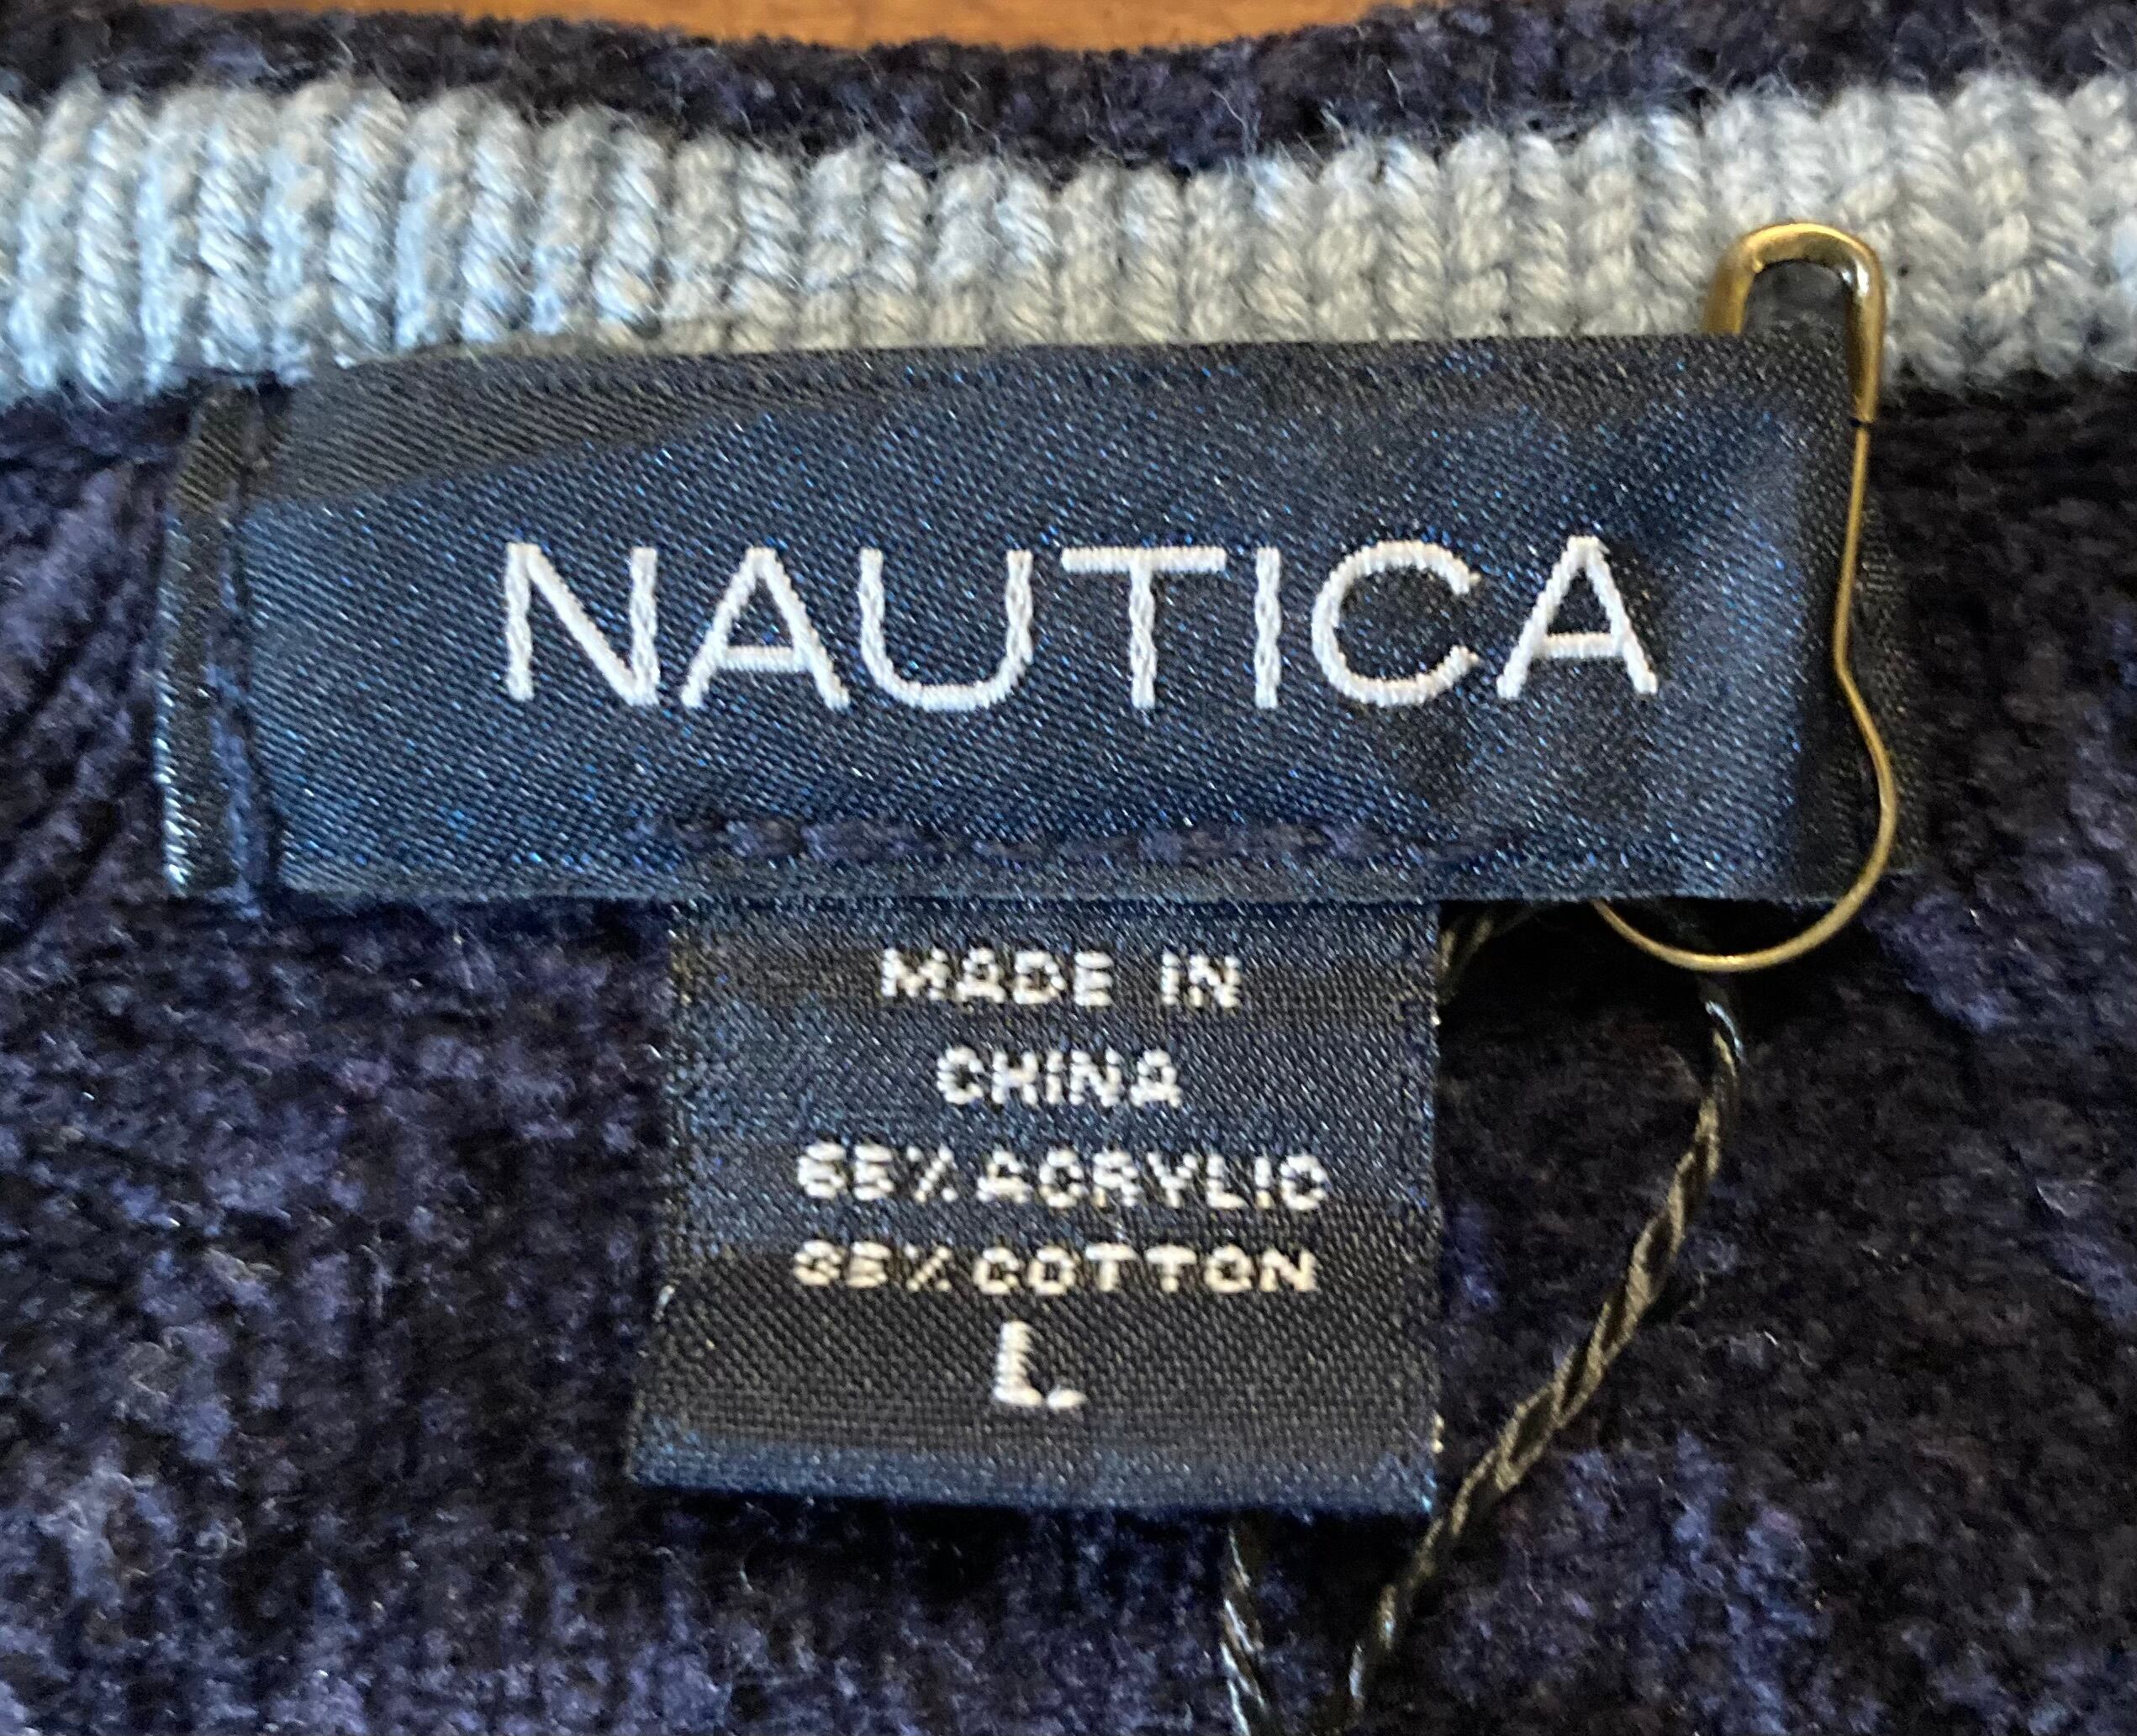 NAUTICA
MADE IN
CHINA
65% ACRYLIC
35% COTTON
L